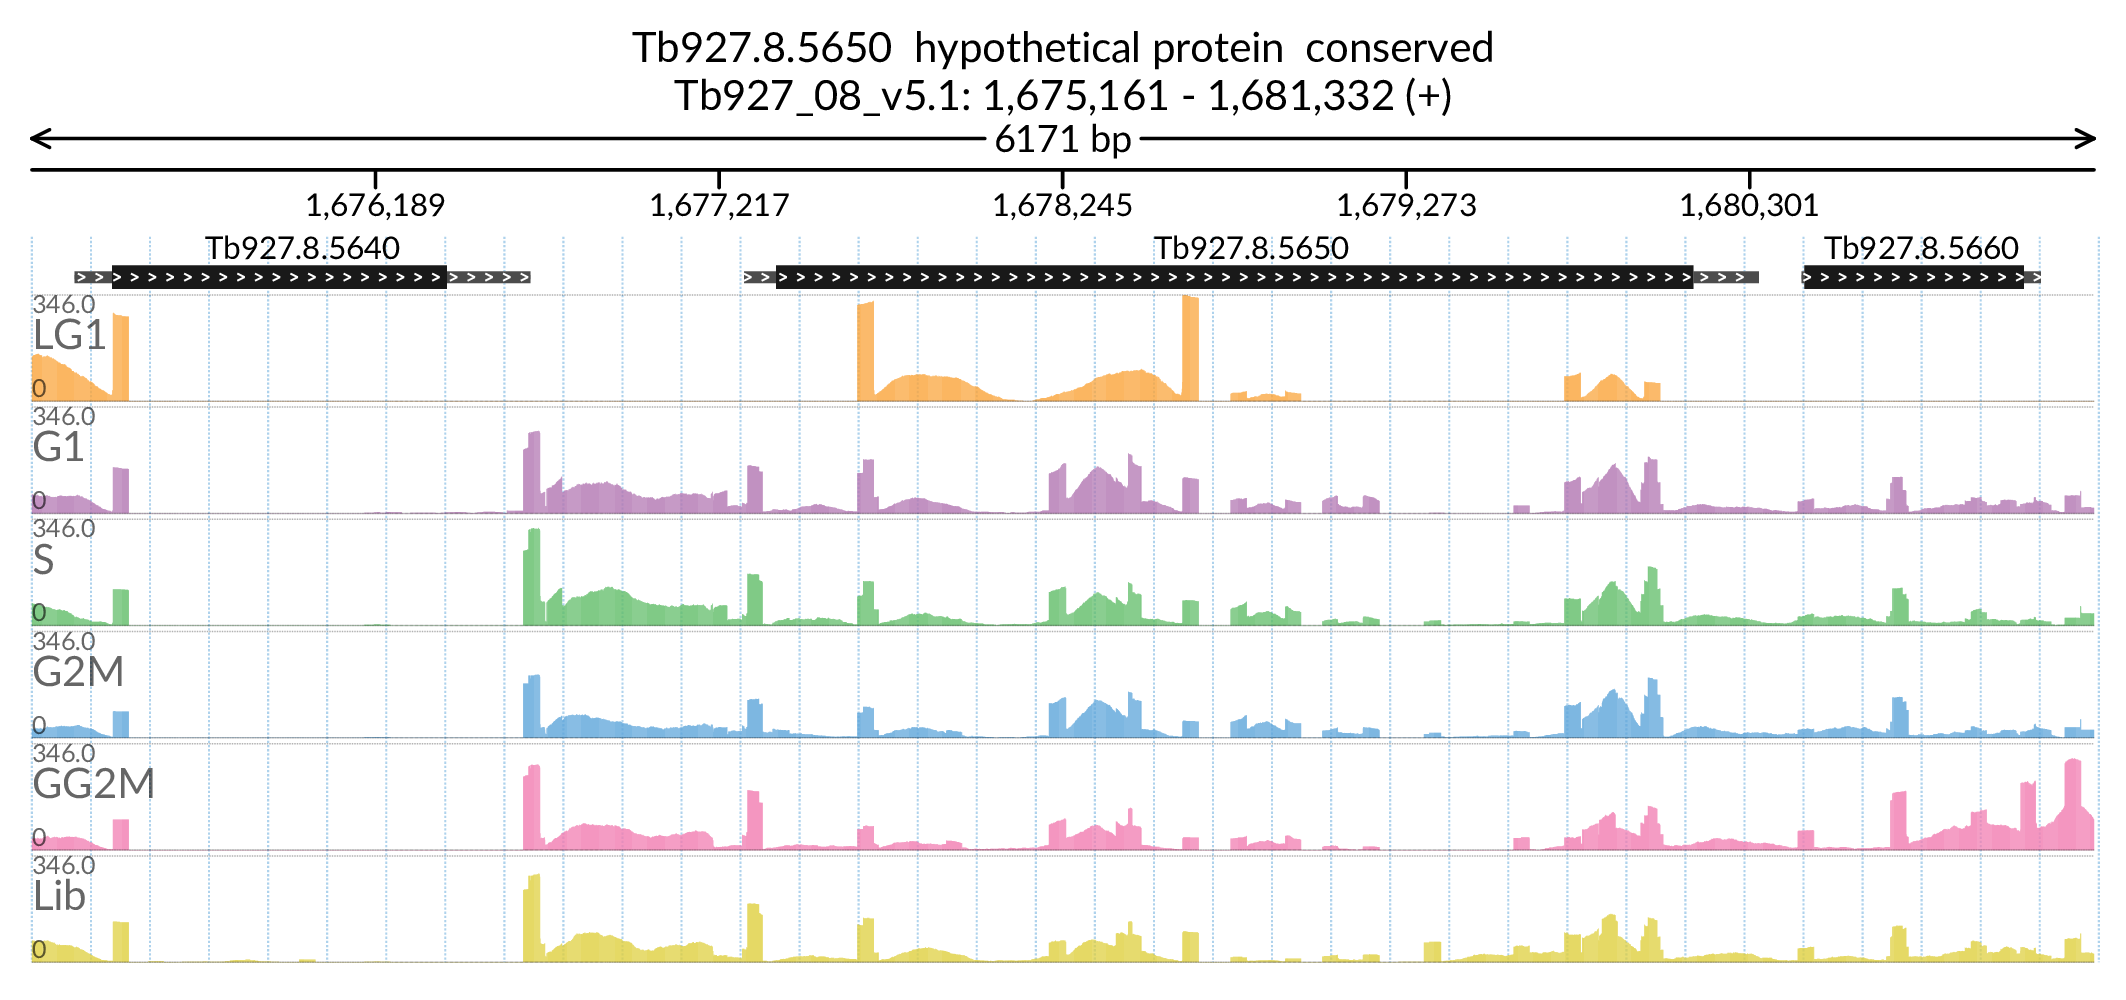 Tb927.8.5650 hypothetical protein conserved
Tb927_08_v5.1: 1,675,161 - 1,681,332 (+)
6171 bp
1,676,189 1,677,217 1,678,245 1,679,273 1,680,301
Tb927.8.5640 Tb927.8.5650 Tb927.8.5660
346.0
LG1
0
346.0
G1
0
346.0
S
0
346.0
G2M
0
346.0
GG2M
0
346.0
Lib
0